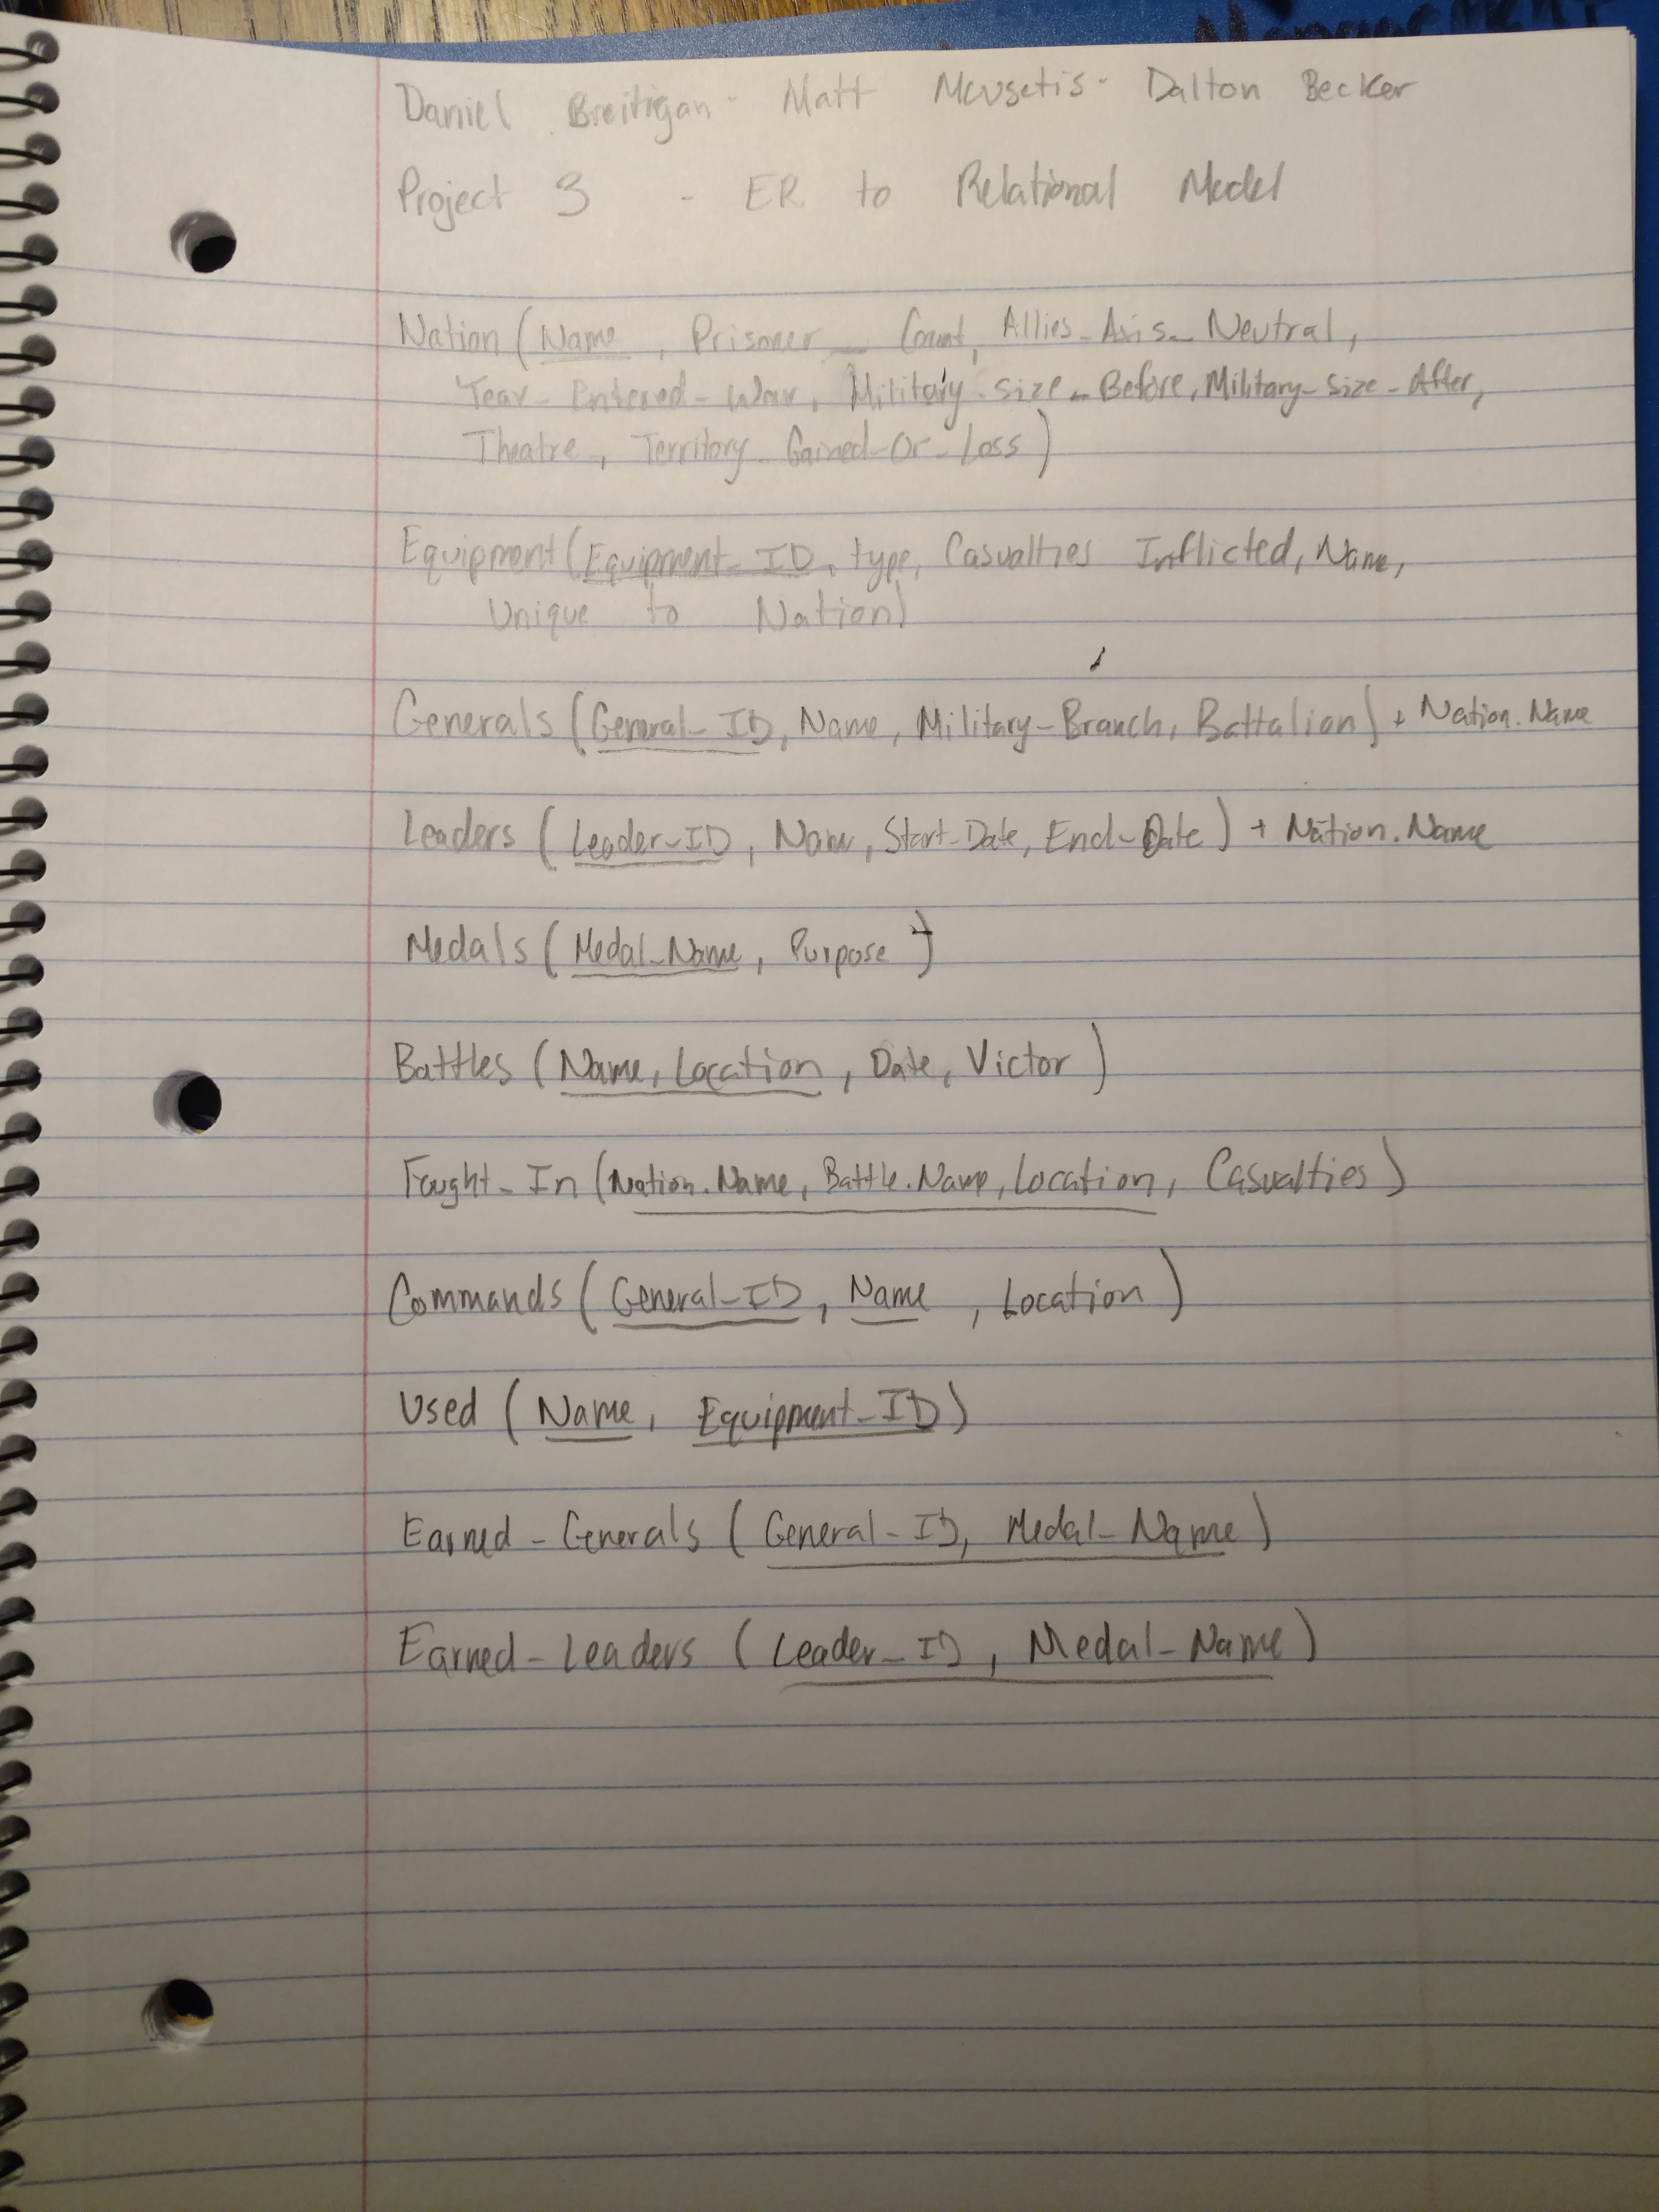 Management
Daniel Breitigan - Matt Mousetis - Dalton Becker
Project 3 - ER to Relational Model
Nation (Name, Prisoner_Count, Allies_Axis_Neutral,
Year_Entered_War, Military_Size_Before, Military_Size_After,
Theatre, Territory_Gained_Or_Loss)
Equipment (Equipment_ID, type, Casualties Inflicted, Name,
Unique to Nation)
Generals (General_ID, Name, Military_Branch, Battalion) + Nation.Name
Leaders (Leader_ID, Name, Start_Date, End_Date) + Nation.Name
Medals (Medal_Name, Purpose)
Battles (Name, Location, Date, Victor)
Fought_In (Nation.Name, Battle.Name, Location, Casualties)
Commands (General_ID, Name, Location)
Used (Name, Equipment_ID)
Earned_Generals (General_ID, Medal_Name)
Earned_Leaders (Leader_ID, Medal_Name)